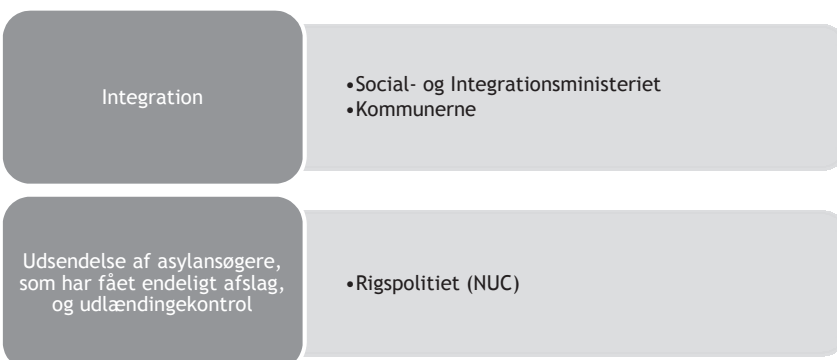 Integration
•Social- og Integrationsministeriet
•Kommunerne
Udsendelse af asylansøgere,
som har fået endeligt afslag,
og udlændingekontrol
•Rigspolitiet (NUC)